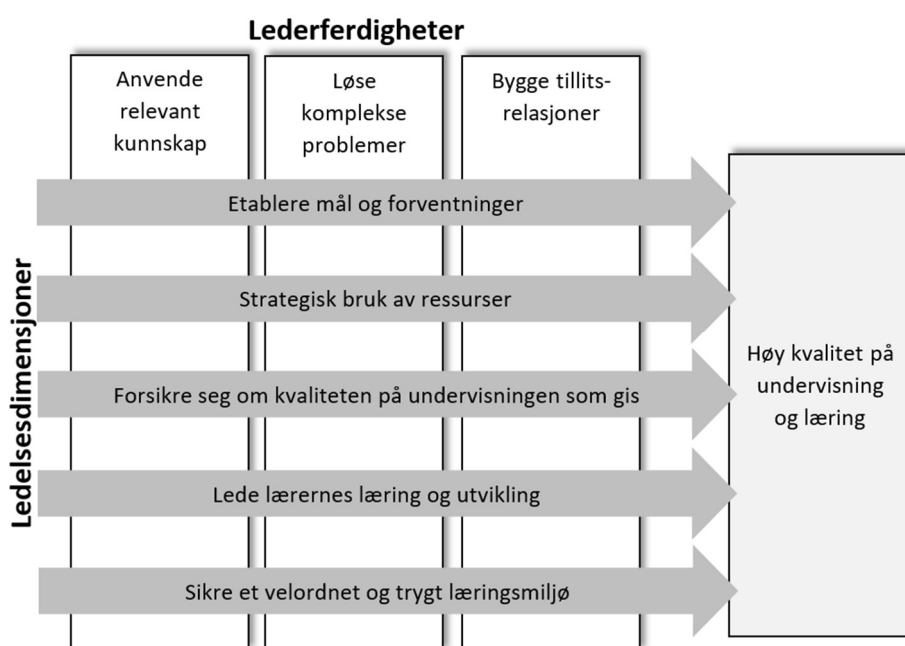 Lederferdigheter
Anvende
relevant
kunnskap
Løse
komplekse
problemer
Bygge tillits-
relasjoner
Ledelsesdimensjoner
Etablere mål og forventninger
Strategisk bruk av ressurser
Forsikre seg om kvaliteten på undervisningen som gis
Lede lærernes læring og utvikling
Sikre et velordnet og trygt læringsmiljø
Høy kvalitet på
undervisning
og læring